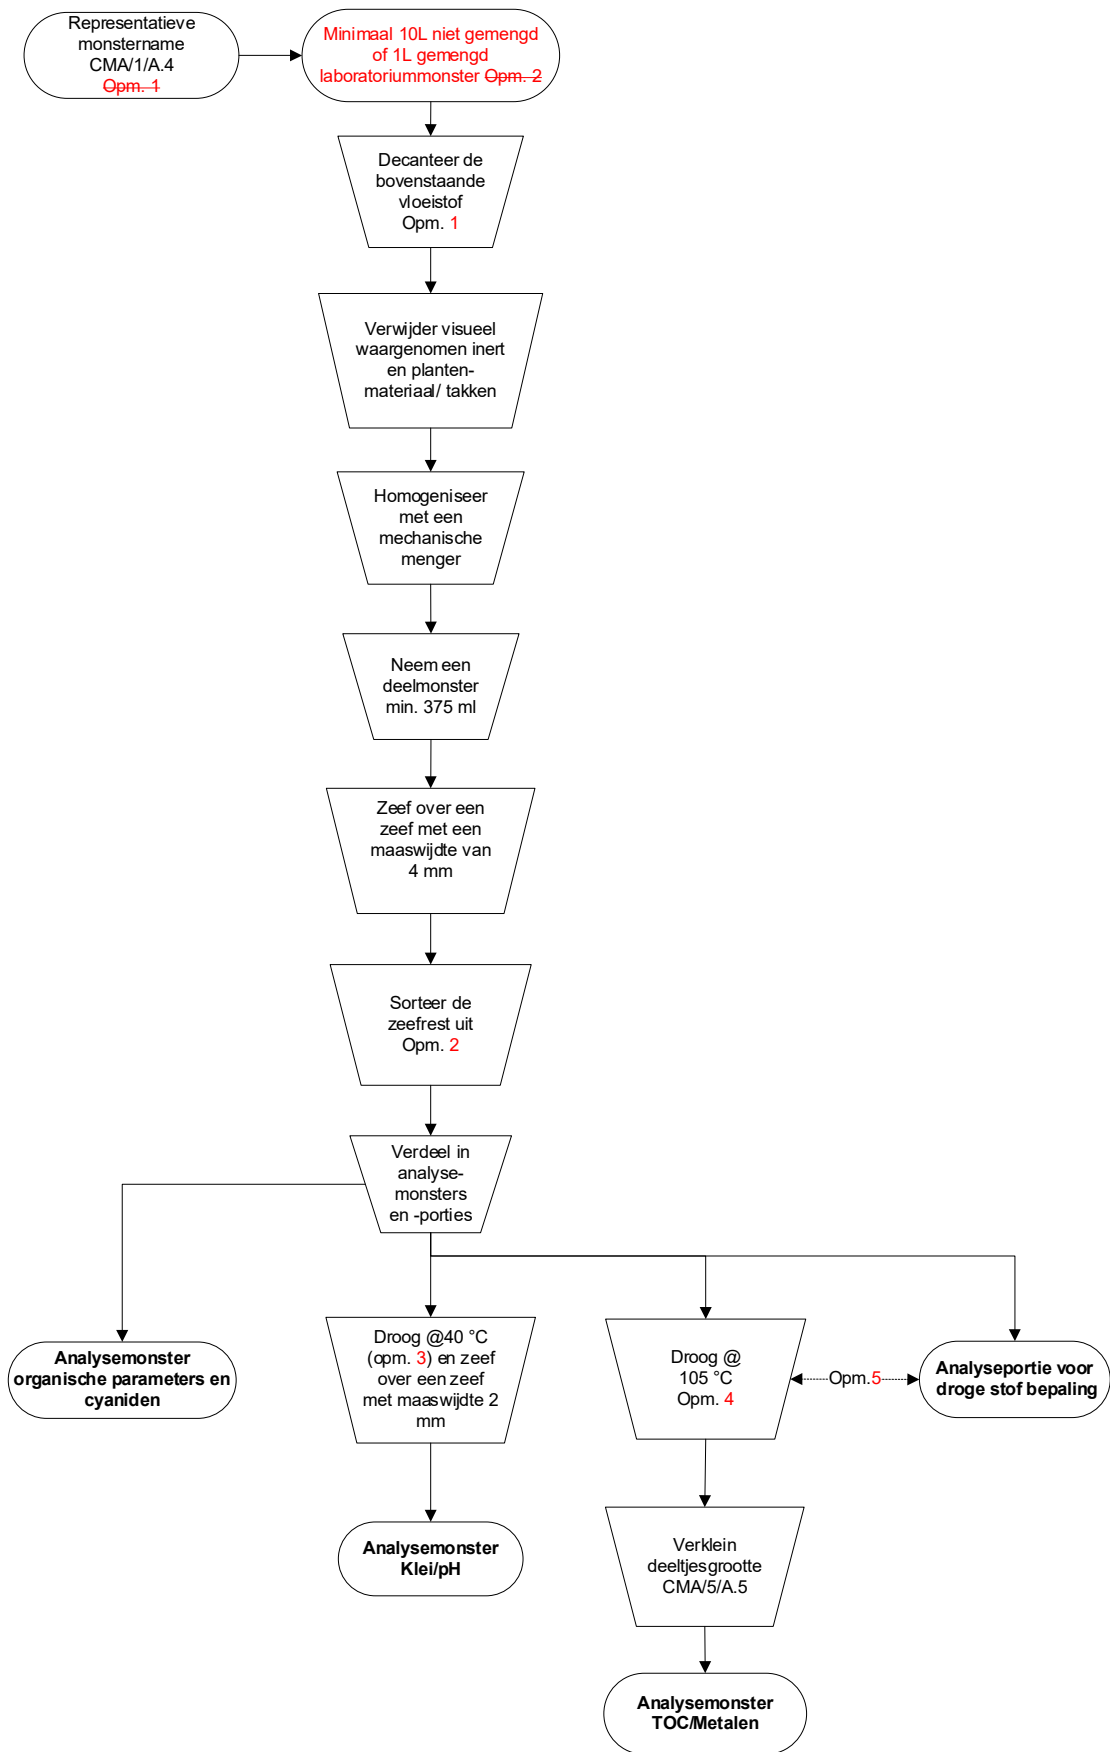 Representatieve
monstername
CMA/1/A.4
Opm. 1
Minimaal 10L niet gemengd
of 1L gemengd
laboratoriummonster Opm. 2
Decanteer de
bovenstaande
vloeistof
Opm. 1
Verwijder visueel
waargenomen inert
en planten-
materiaal/ takken
Homogeniseer
met een
mechanische
menger
Neem een
deelmonster
min. 375 ml
Zeef over een
zeef met een
maaswijdte van
4 mm
Sorteer de
zeefrest uit
Opm. 2
Verdeel in
analyse-
monsters
en -porties
Analysemonster
organische parameters en
cyaniden
Droog @40 °C
(opm. 3) en zeef
over een zeef
met maaswijdte 2
mm
Droog @
105 °C
Opm. 4
Opm.5
Analyseportie voor
droge stof bepaling
Analysemonster
Klei/pH
Verklein
deeltjesgrootte
CMA/5/A.5
Analysemonster
TOC/Metalen